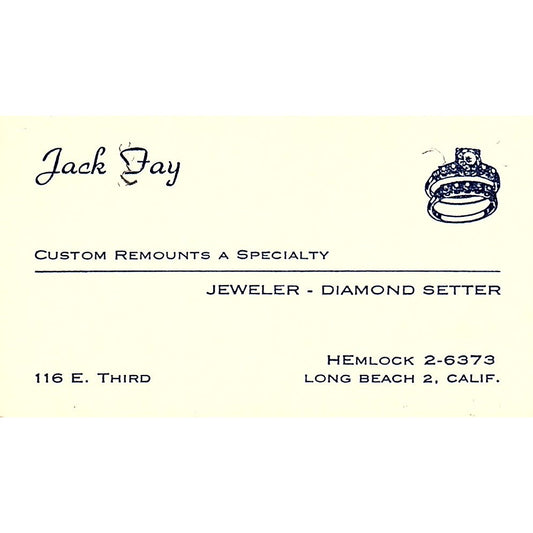 Jack Fay
Custom Remounts a Specialty
JEWELER - DIAMOND SETTER
116 E. Third
HEmlock 2-6373
Long Beach 2, Calif.